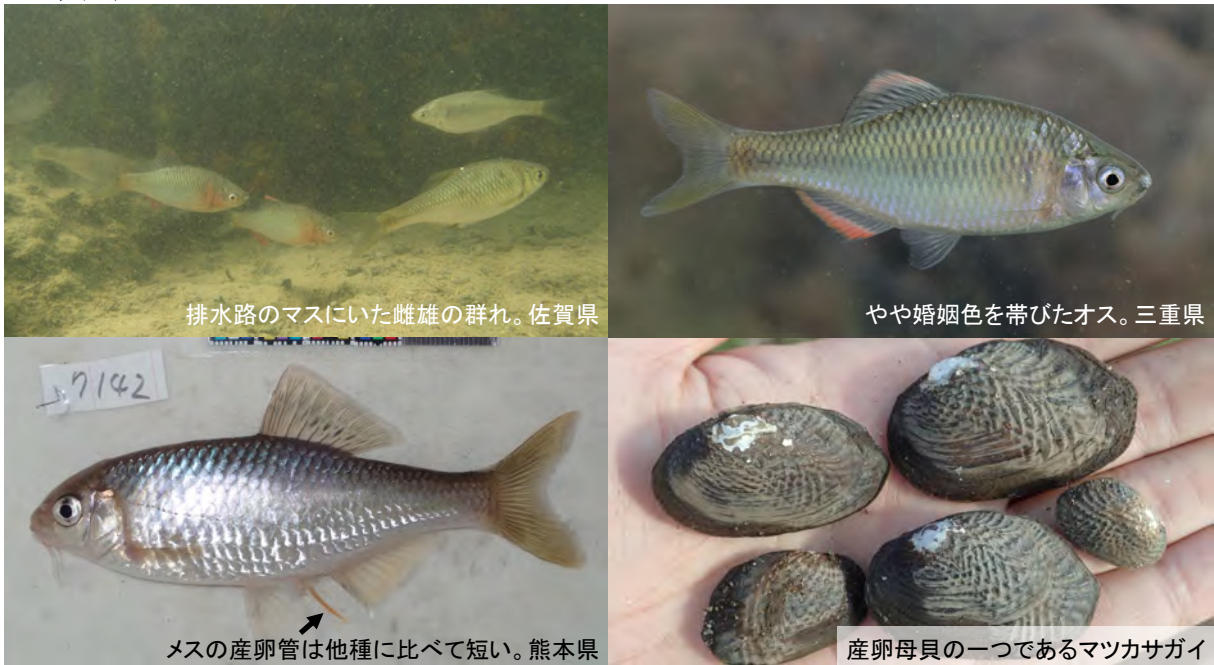 排水路のマスにいた雌雄の群れ。佐賀県
やや婚姻色を帯びたオス。三重県
7142
メスの産卵管は他種に比べて短い。熊本県
産卵母貝の一つであるマツカサガイ